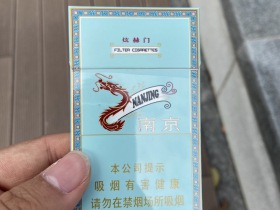 炫赫门
FILTER CIGARETTES
NANJING
南京
本公司提示
吸烟有害健康
请勿在禁烟场所吸烟